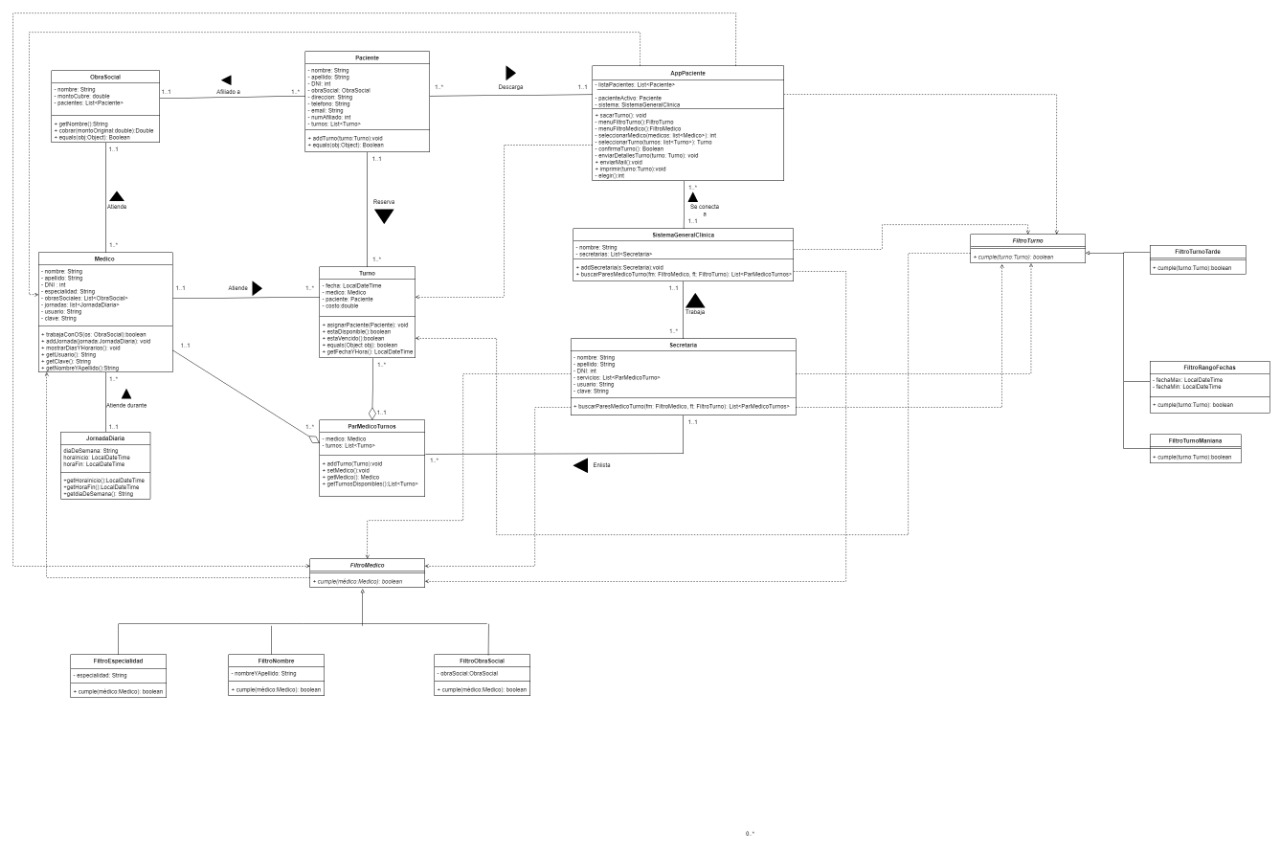 ObraSocial
- nombre: String
- montoCubre: double
- pacientes: List<Paciente>
+ getNombre():String
+ cobrar(montoOriginal:double):Double
+ equals(obj:Object): Boolean
1..1
Afiliado a
1..*
Paciente
- nombre: String
- apellido: String
- DNI: int
- obraSocial: ObraSocial
- direccion: String
- telefono: String
- email: String
- numAfiliado: int
- turnos: List<Turno>
+ addTurno(turno:Turno):void
+ equals(obj:Object): Boolean
1..*
Descarga
1..1
AppPaciente
- listaPacientes: List<Paciente>
- pacienteActivo: Paciente
- sistema: SistemaGeneralClinica
+ sacarTurno(): void
- menuFiltroTurno():FiltroTurno
- menuFiltroMedico():FiltroMedico
- seleccionarMedico(medicos: list<Medico>): int
- seleccionarTurno(turnos: list<Turno>): Turno
- confirmaTurno(): Boolean
- enviarDetallesTurno(turno: Turno): void
+ enviarMail():void
+ imprimir(turno:Turno):void
- elegir():int
1..1
Atiende
1..*
1..1
Reserva
1..*
1..*
Se conecta
a
1..1
SistemaGeneralClinica
- nombre: String
- secretarias: List<Secretaria>
+ addSecretaria(s:Secretaria):void
+ buscarParesMedicoTurno(fm: FiltroMedico, ft: FiltroTurno): List<ParMedicoTurnos>
FiltroTurno
+ cumple(turno:Turno): boolean
FiltroTurnoTarde
+ cumple(turno:Turno):boolean
Medico
- nombre: String
- apellido: String
- DNI : int
- especialidad: String
- obrasSociales: List<ObraSocial>
- jornadas: list<JornadaDiaria>
- usuario: String
- clave: String
+ trabajaConOS(os: ObraSocial):boolean
+ addJornada(jornada:JornadaDiaria): void
+ mostrarDiasYHorarios(): void
+ getUsuario(): String
+ getClave(): String
+ getNombreYApellido():String
1..1
Atiende
1..*
Turno
- fecha: LocalDateTime
- medico: Medico
- paciente: Paciente
- costo:double
+ asignarPaciente(Paciente): void
+ estaDisponible():boolean
+ estaVencido():boolean
+ equals(Object obj): boolean
+ getFechaYHora(): LocalDateTime
1..1
Trabaja
1..*
Secretaria
- nombre: String
- apellido: String
- DNI: int
- servicios: List<ParMedicoTurno>
- usuario: String
- clave: String
+ buscarParesMedicoTurno(fm: FiltroMedico, ft: FiltroTurno): List<ParMedicoTurnos>
FiltroRangoFechas
- fechaMax: LocalDateTime
- fechaMin: LocalDateTime
+ cumple(turno:Turno): boolean
FiltroTurnoManiana
+ cumple(turno:Turno):boolean
1..1
1..*
Atiende durante
1..1
JornadaDiaria
diaDeSemana: String
horaInicio: LocalDateTime
horaFin: LocalDateTime
+getHoraInicio():LocalDateTime
+getHoraFin():LocalDateTime
+getdiaDeSemana(): String
1..*
1..1
1..*
ParMedicoTurnos
- medico: Medico
- turnos: List<Turno>
+ addTurno(Turno):void
+ setMedico():void
+ getMedico(): Medico
+ getTurnosDisponibles():List<Turno>
1..1
1..*
Enlista
FiltroMedico
+ cumple(médico:Medico): boolean
FiltroEspecialidad
- especialidad: String
+ cumple(médico:Medico): boolean
FiltroNombre
- nombreYApellido: String
+ cumple(médico:Medico): boolean
FiltroObraSocial
- obraSocial:ObraSocial
+ cumple(médico:Medico): boolean
0..*